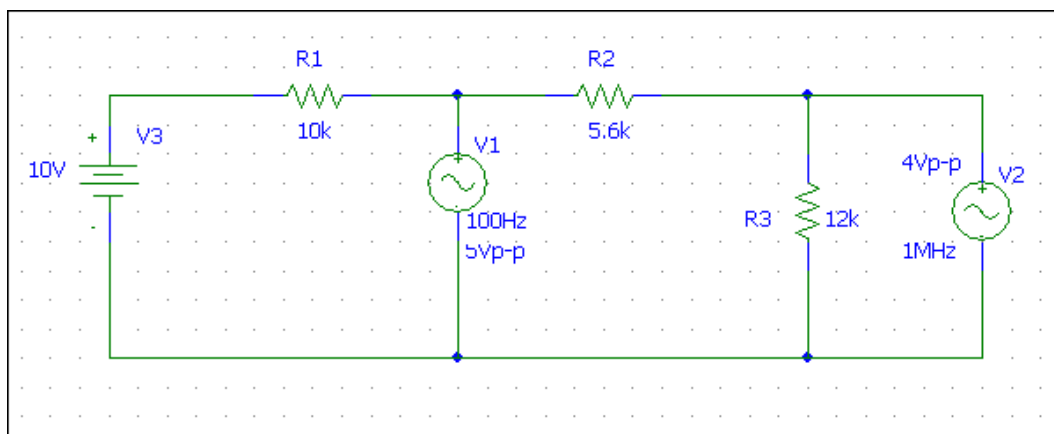 R1
R2
10k
5.6k
+
V3
V1
10V
4Vp-p
V2
100Hz
R3
12k
5Vp-p
1MHz
-